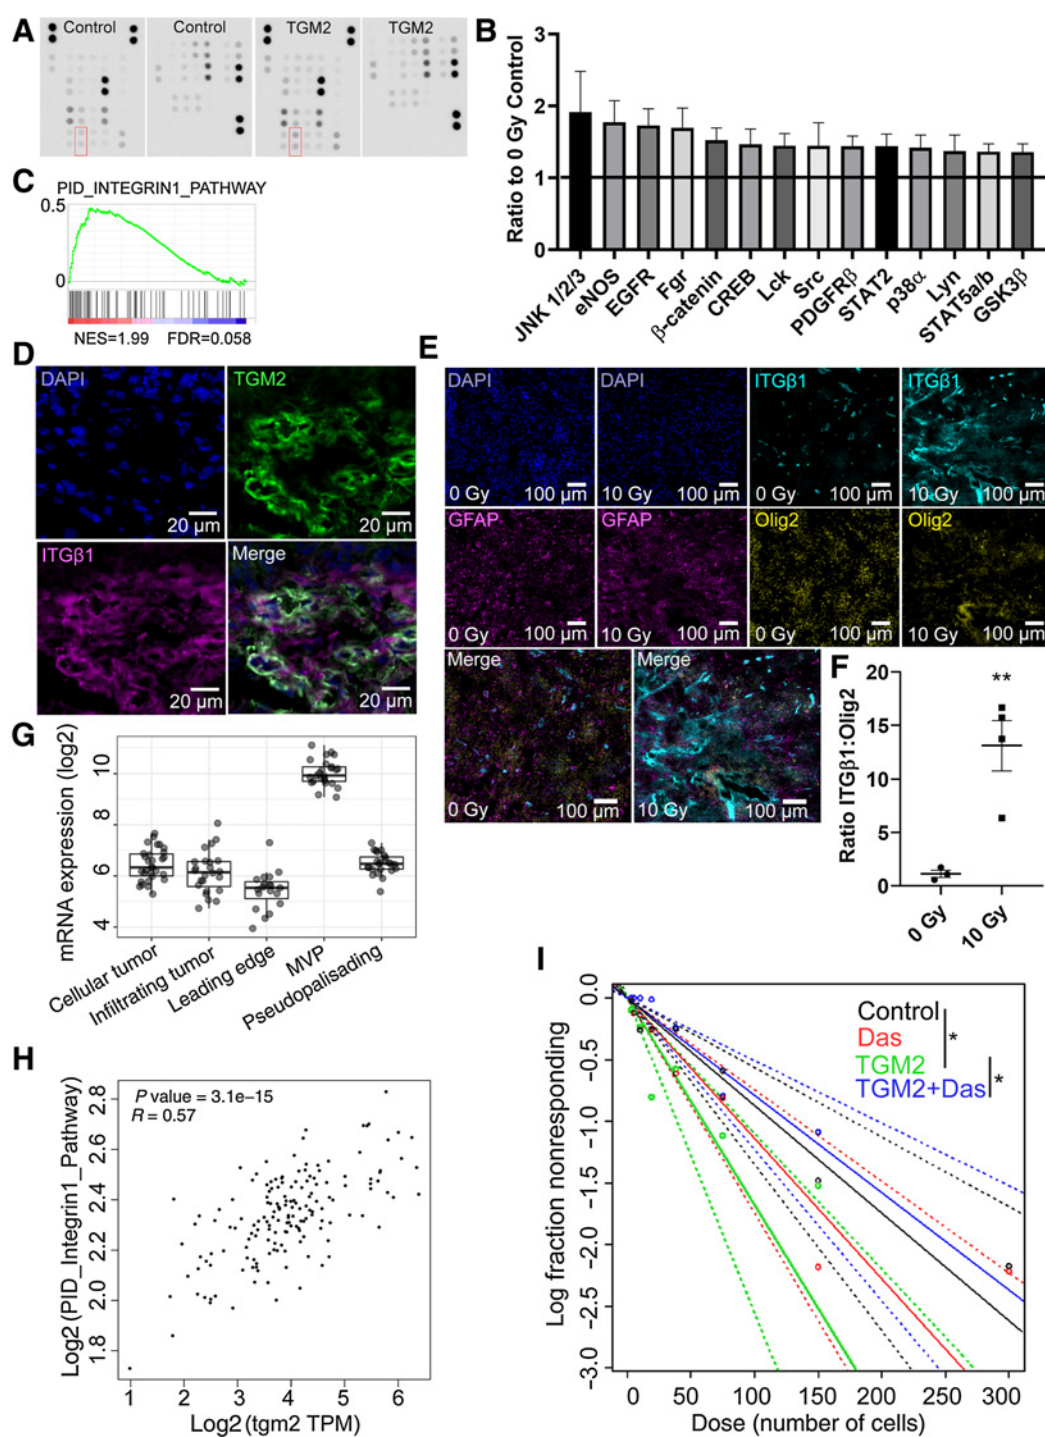 A
Control
Control
TGM2
TGM2
B
Ratio to 0 Gy Control
3
2
1
0
JNK 1/2/3
eNOS
EGFR
Fgr
β-catenin
CREB
Lck
Src
PDGFRβ
STAT2
p38α
Lyn
STAT5a/b
GSK3β
C
PID_INTEGRIN1_PATHWAY
0.5
0
NES=1.99 FDR=0.058
D
DAPI
20 µm
TGM2
20 µm
ITGβ1
20 µm
Merge
20 µm
E
DAPI
0 Gy 100 µm
DAPI
10 Gy 100 µm
ITGβ1
0 Gy 100 µm
ITGβ1
10 Gy 100 µm
GFAP
0 Gy 100 µm
GFAP
10 Gy 100 µm
Olig2
0 Gy 100 µm
Olig2
10 Gy 100 µm
Merge
0 Gy 100 µm
Merge
10 Gy 100 µm
F
Ratio ITGβ1:Olig2
20
15
10
5
0
**
0 Gy
10 Gy
G
mRNA expression (log2)
10
8
6
4
Cellular tumor
Infiltrating tumor
Leading edge
MVP
Pseudopalisading
H
Log2 (PID_Integrin1_Pathway)
2.8
2.6
2.4
2.2
2.0
1.8
P value = 3.1e–15
R = 0.57
1 2 3 4 5 6
Log2 (tgm2 TPM)
I
Log fraction nonresponding
0.0
−0.5
−1.0
−1.5
−2.0
−2.5
−3.0
Control
Das
TGM2
TGM2+Das
*
*
0 50 100 150 200 250 300
Dose (number of cells)